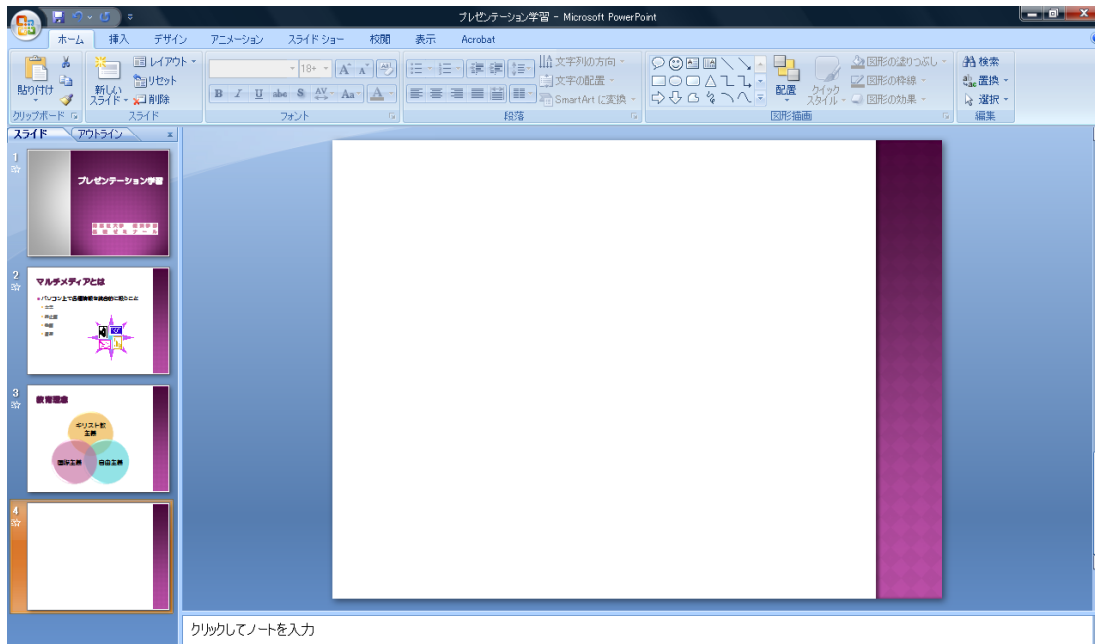 プレゼンテーション学習 - Microsoft PowerPoint
ホーム 挿入 デザイン アニメーション スライド ショー 校閲 表示 Acrobat
貼り付け
新しい
スライド
レイアウト
リセット
削除
18+
B I U abc S AV Aa A
文字列の方向
文字の配置
SmartArt に変換
配置
クイック
スタイル
図形の塗りつぶし
図形の枠線
図形の効果
検索
置換
選択
クリップボード スライド フォント 段落 図形描画 編集
スライド アウトライン x
1
プレゼンテーション学習
2
マルチメディアとは
3
教育理念
キリスト教
主義
国際主義 自由主義
4
クリックしてノートを入力